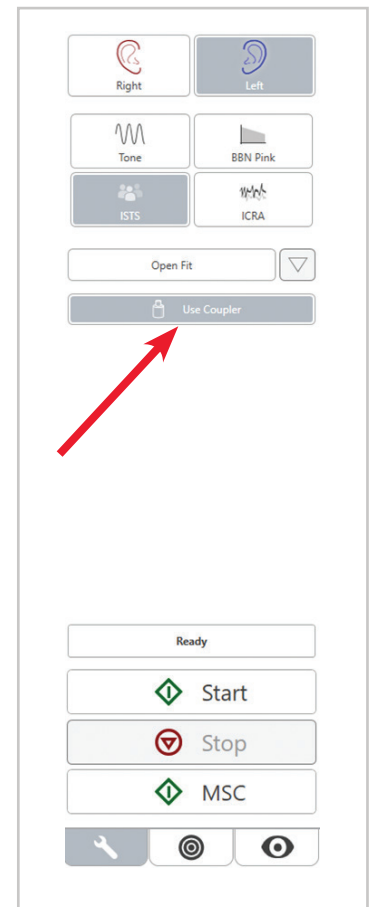 Right Left
Tone BBN Pink
ISTS ICRA
Open Fit
Use Coupler
Ready
Start
Stop
MSC